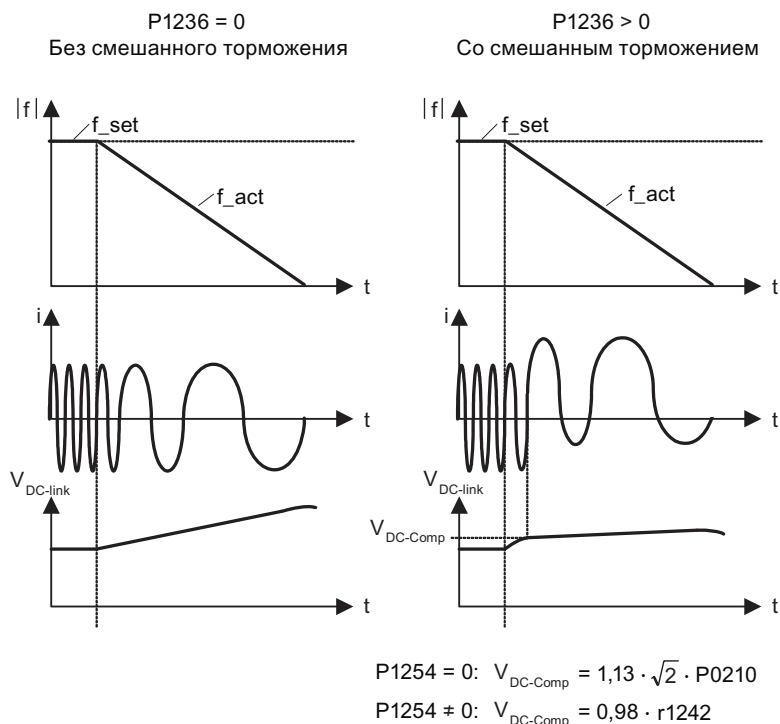 P1236 = 0
Без смешанного торможения
|f|
f_set
f_act
t
i
t
V DC-link
t
P1236 > 0
Со смешанным торможением
|f|
f_set
f_act
t
i
t
V DC-link
V DC-Comp
t
P1254 = 0: V DC-Comp = 1,13 · √2 · P0210
P1254 ≠ 0: V DC-Comp = 0,98 · r1242